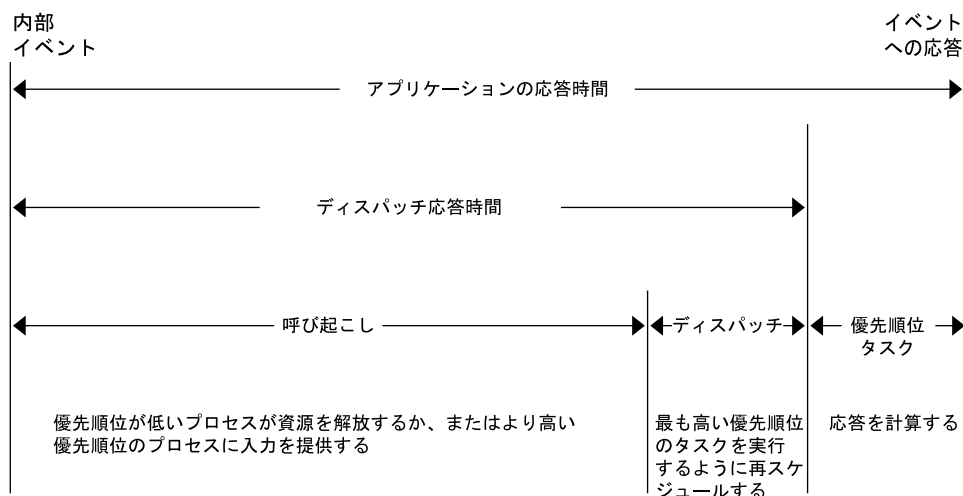 内部
イベント
イベント
への応答
アプリケーションの応答時間
ディスパッチ応答時間
呼び起こし
ディスパッチ
優先順位
タスク
優先順位が低いプロセスが資源を解放するか、またはより高い
優先順位のプロセスに入力を提供する
最も高い優先順位
のタスクを実行
するように再スケ
ジュールする
応答を計算する